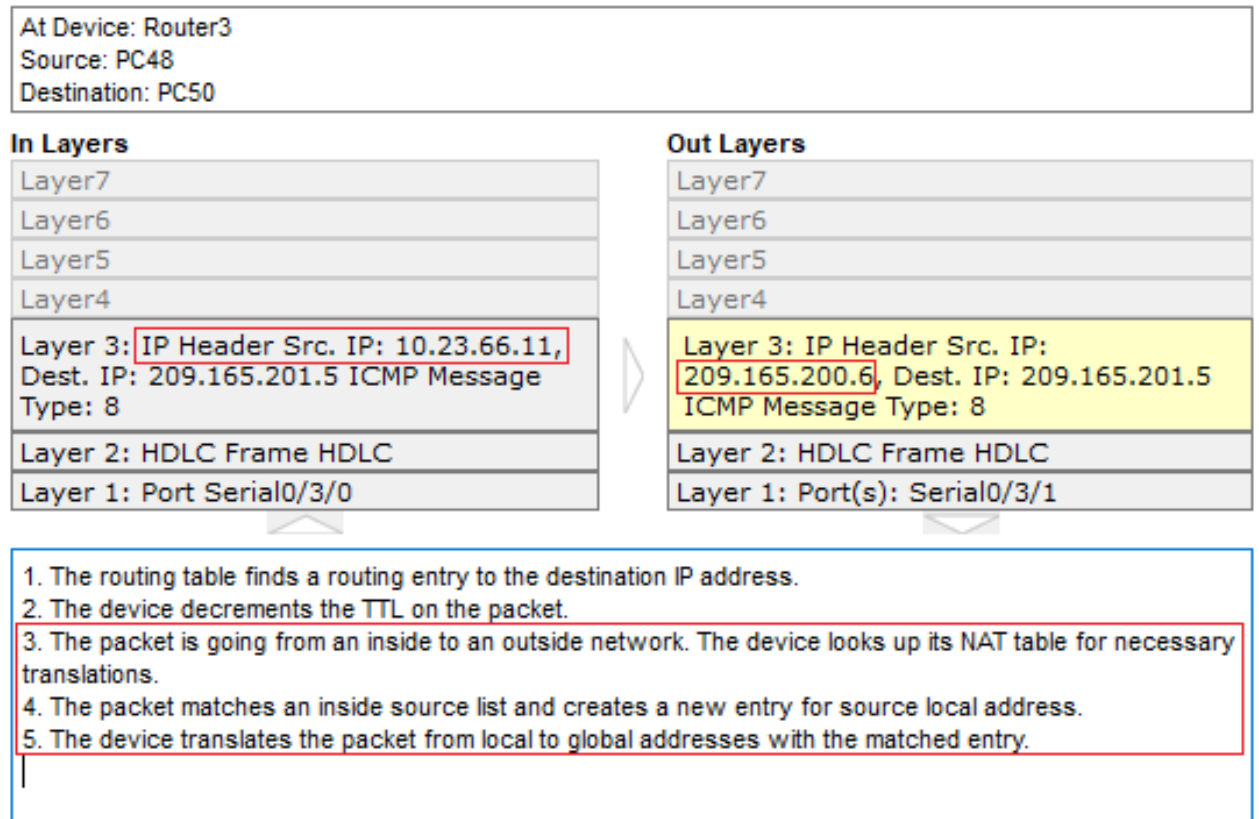 At Device: Router3
Source: PC48
Destination: PC50
In Layers
Layer7
Layer6
Layer5
Layer4
Layer 3: IP Header Src. IP: 10.23.66.11,
Dest. IP: 209.165.201.5 ICMP Message
Type: 8
Layer 2: HDLC Frame HDLC
Layer 1: Port Serial0/3/0
Out Layers
Layer7
Layer6
Layer5
Layer4
Layer 3: IP Header Src. IP:
209.165.200.6, Dest. IP: 209.165.201.5
ICMP Message Type: 8
Layer 2: HDLC Frame HDLC
Layer 1: Port(s): Serial0/3/1
1. The routing table finds a routing entry to the destination IP address.
2. The device decrements the TTL on the packet.
3. The packet is going from an inside to an outside network. The device looks up its NAT table for necessary
translations.
4. The packet matches an inside source list and creates a new entry for source local address.
5. The device translates the packet from local to global addresses with the matched entry.